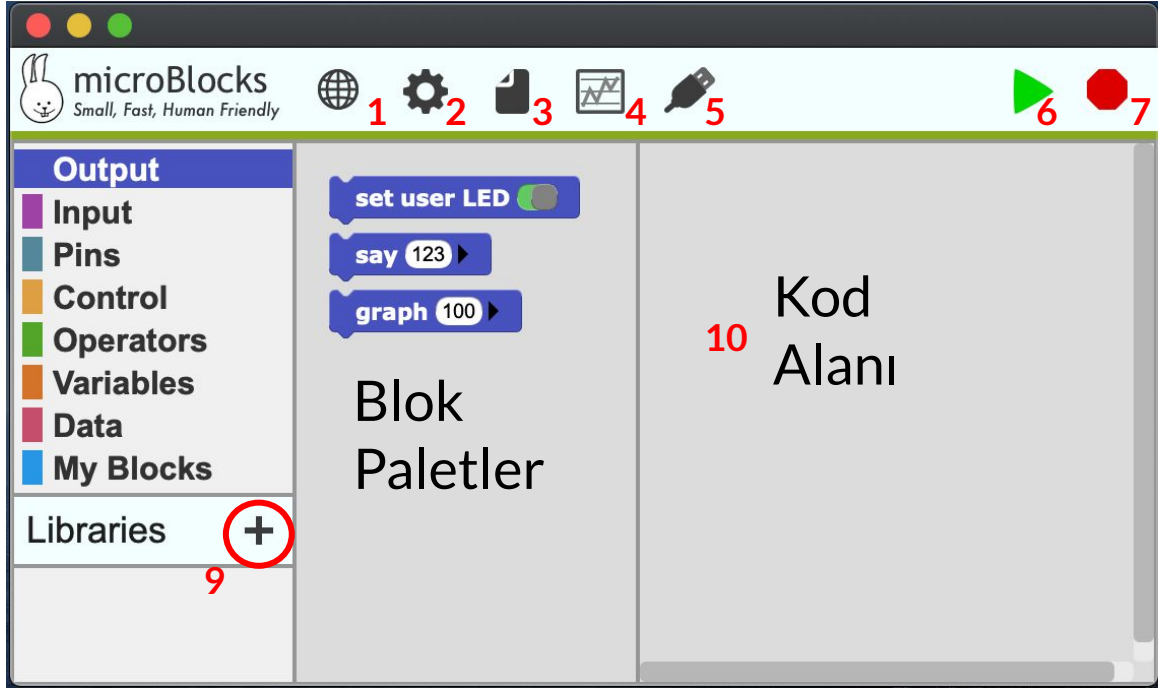 microBlocks
Small, Fast, Human Friendly
1 2 3 4 5 6 7
Output
Input
Pins
Control
Operators
Variables
Data
My Blocks
Libraries +
9
set user LED
say 123
graph 100
Blok
Paletler
10
Kod
Alanı